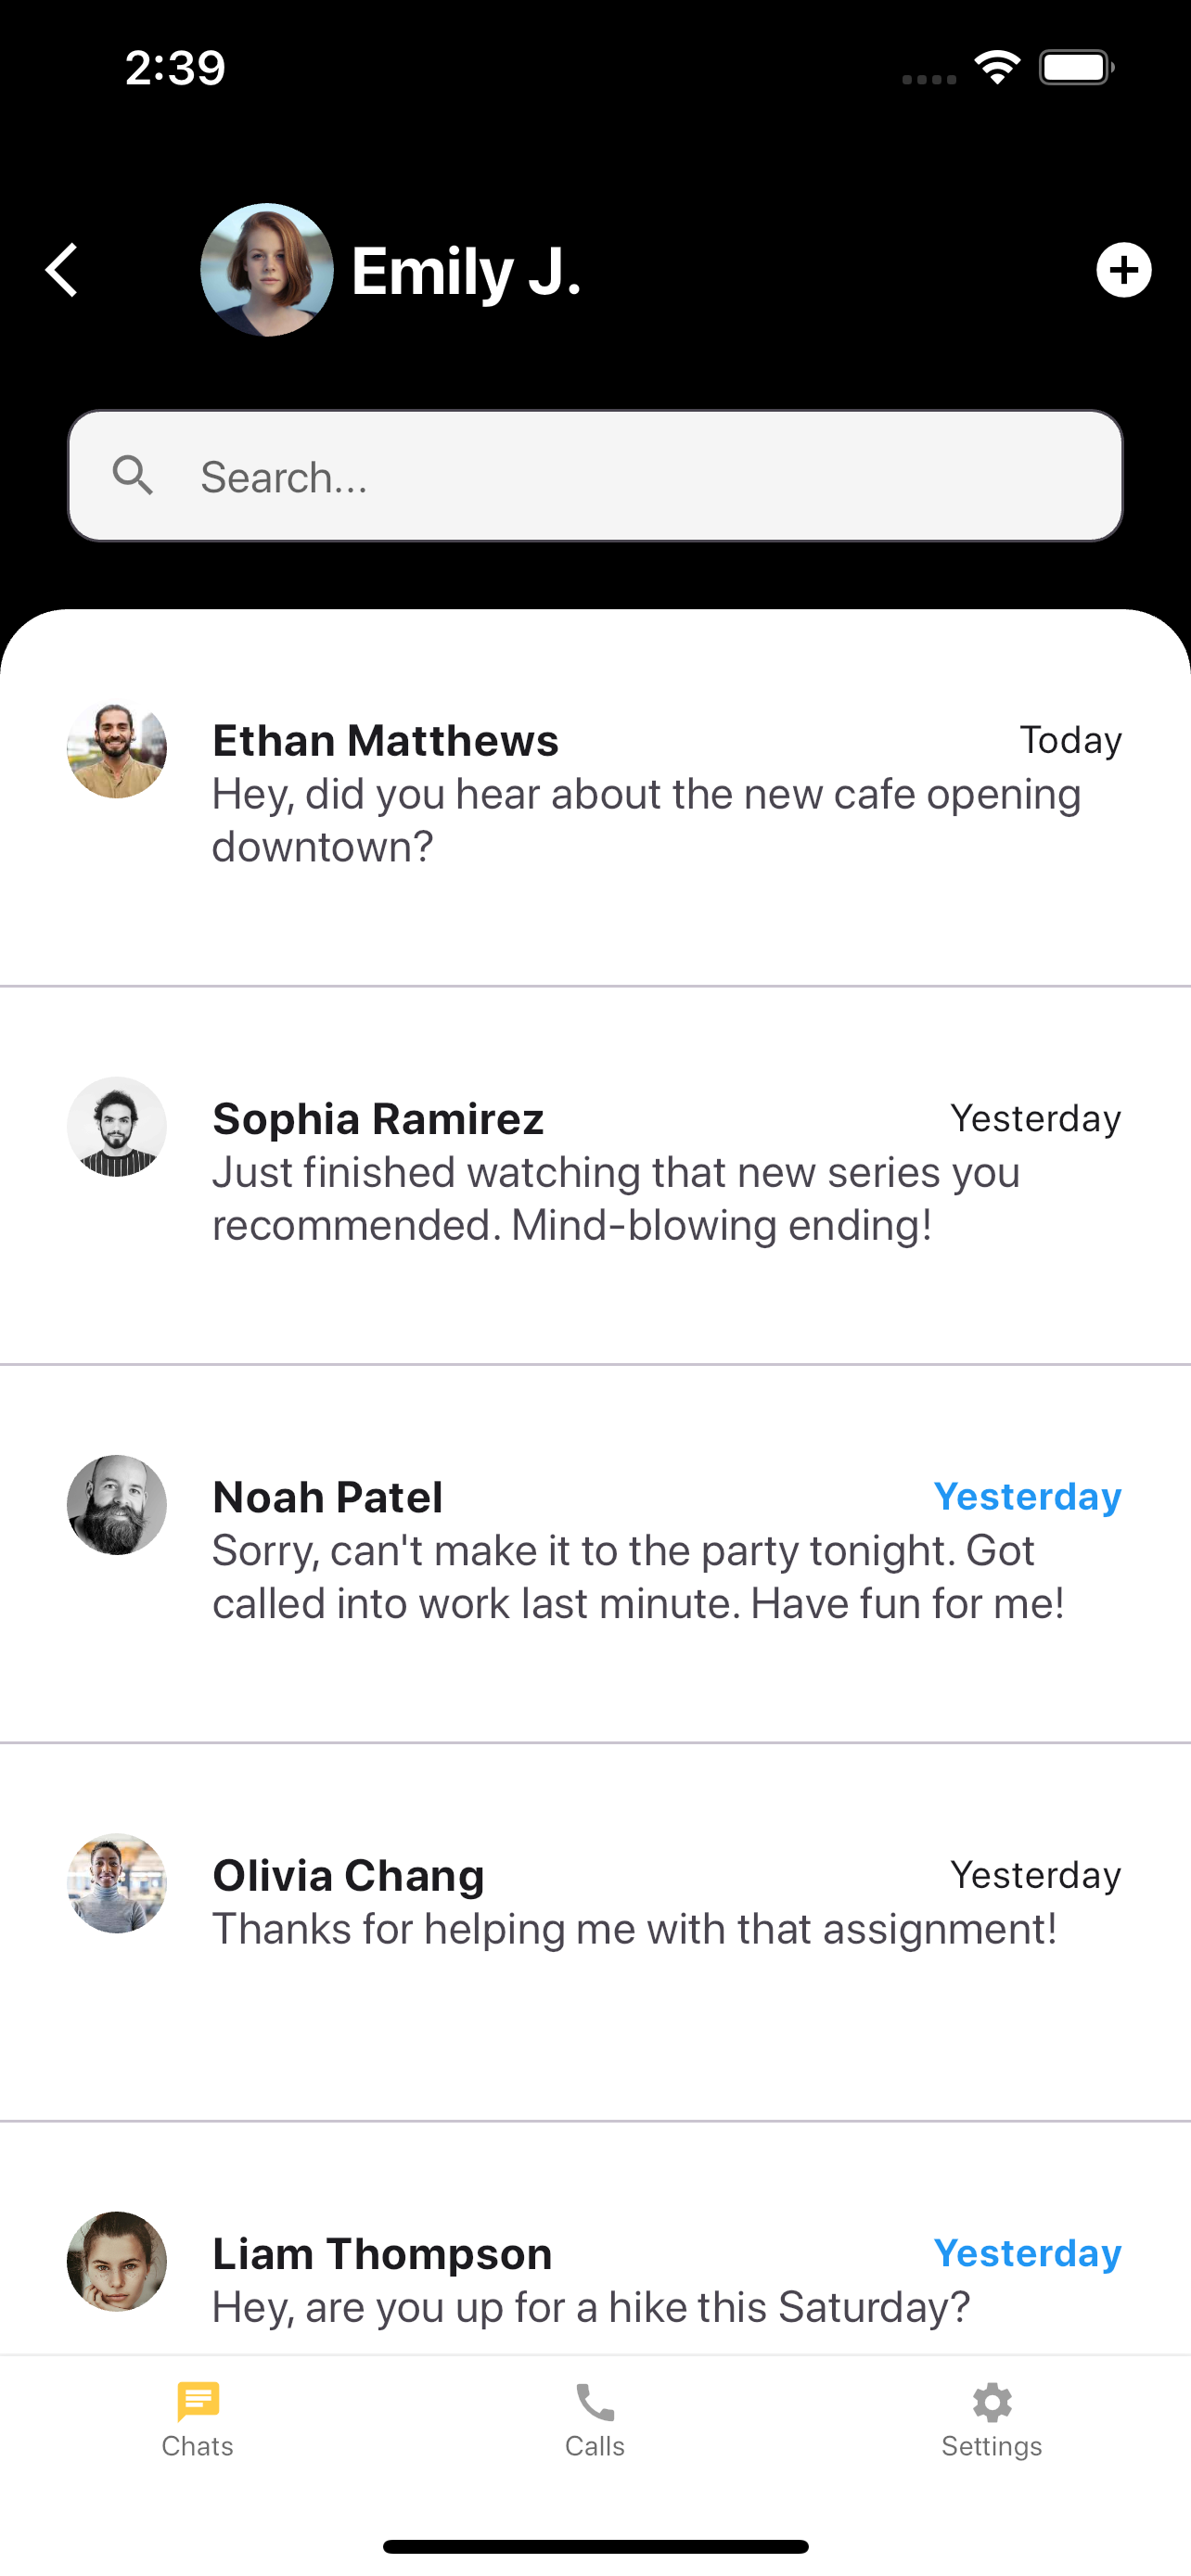 2:39
Emily J.
Search...
Ethan Matthews
Today
Hey, did you hear about the new cafe opening
downtown?
Sophia Ramirez
Yesterday
Just finished watching that new series you
recommended. Mind-blowing ending!
Noah Patel
Yesterday
Sorry, can't make it to the party tonight. Got
called into work last minute. Have fun for me!
Olivia Chang
Yesterday
Thanks for helping me with that assignment!
Liam Thompson
Yesterday
Hey, are you up for a hike this Saturday?
Chats
Calls
Settings